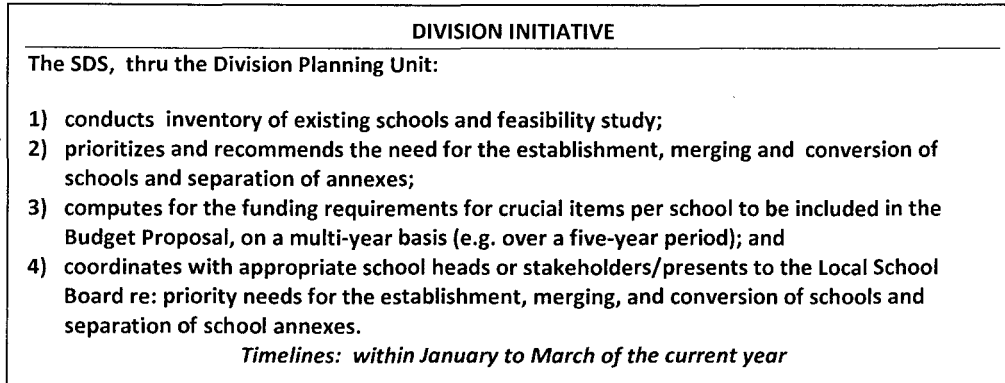 DIVISION INITIATIVE
The SDS, thru the Division Planning Unit:
1) conducts inventory of existing schools and feasibility study;
2) prioritizes and recommends the need for the establishment, merging and conversion of
schools and separation of annexes;
3) computes for the funding requirements for crucial items per school to be included in the
Budget Proposal, on a multi-year basis (e.g. over a five-year period); and
4) coordinates with appropriate school heads or stakeholders/presents to the Local School
Board re: priority needs for the establishment, merging, and conversion of schools and
separation of school annexes.
Timelines: within January to March of the current year